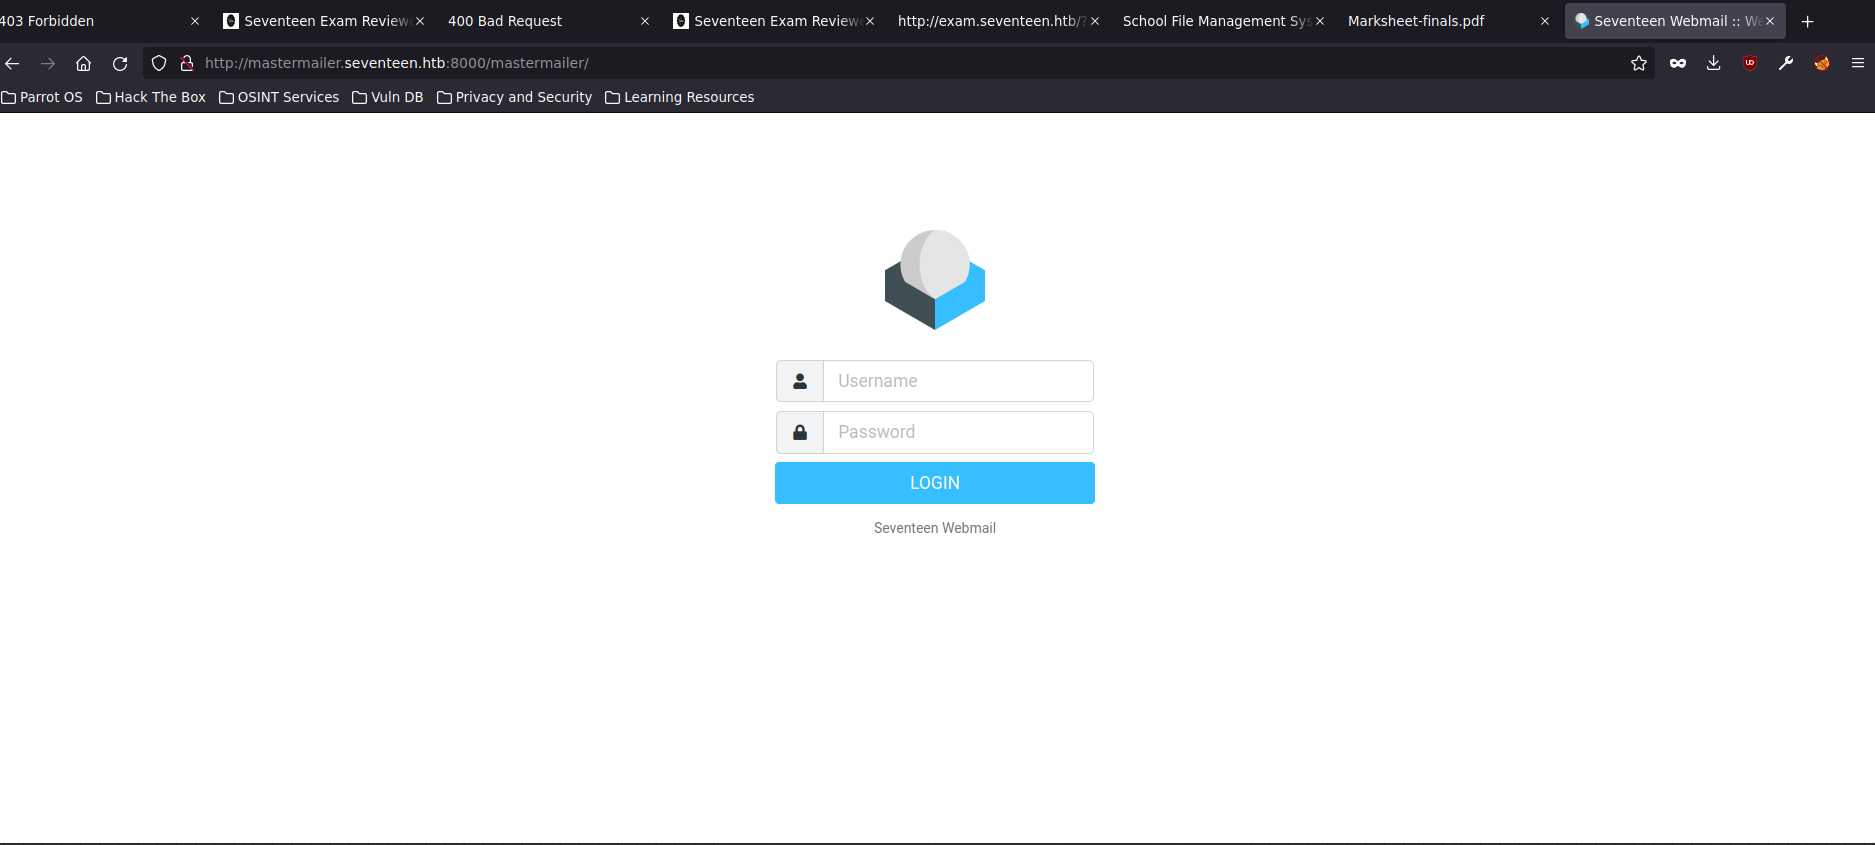 403 Forbidden Seventeen Exam Review 400 Bad Request Seventeen Exam Review http://exam.seventeen.htb/? School File Management Sys Marksheet-finals.pdf Seventeen Webmail :: We
http://mastermailer.seventeen.htb:8000/mastermailer/
Parrot OS Hack The Box OSINT Services Vuln DB Privacy and Security Learning Resources
Username
Password
LOGIN
Seventeen Webmail